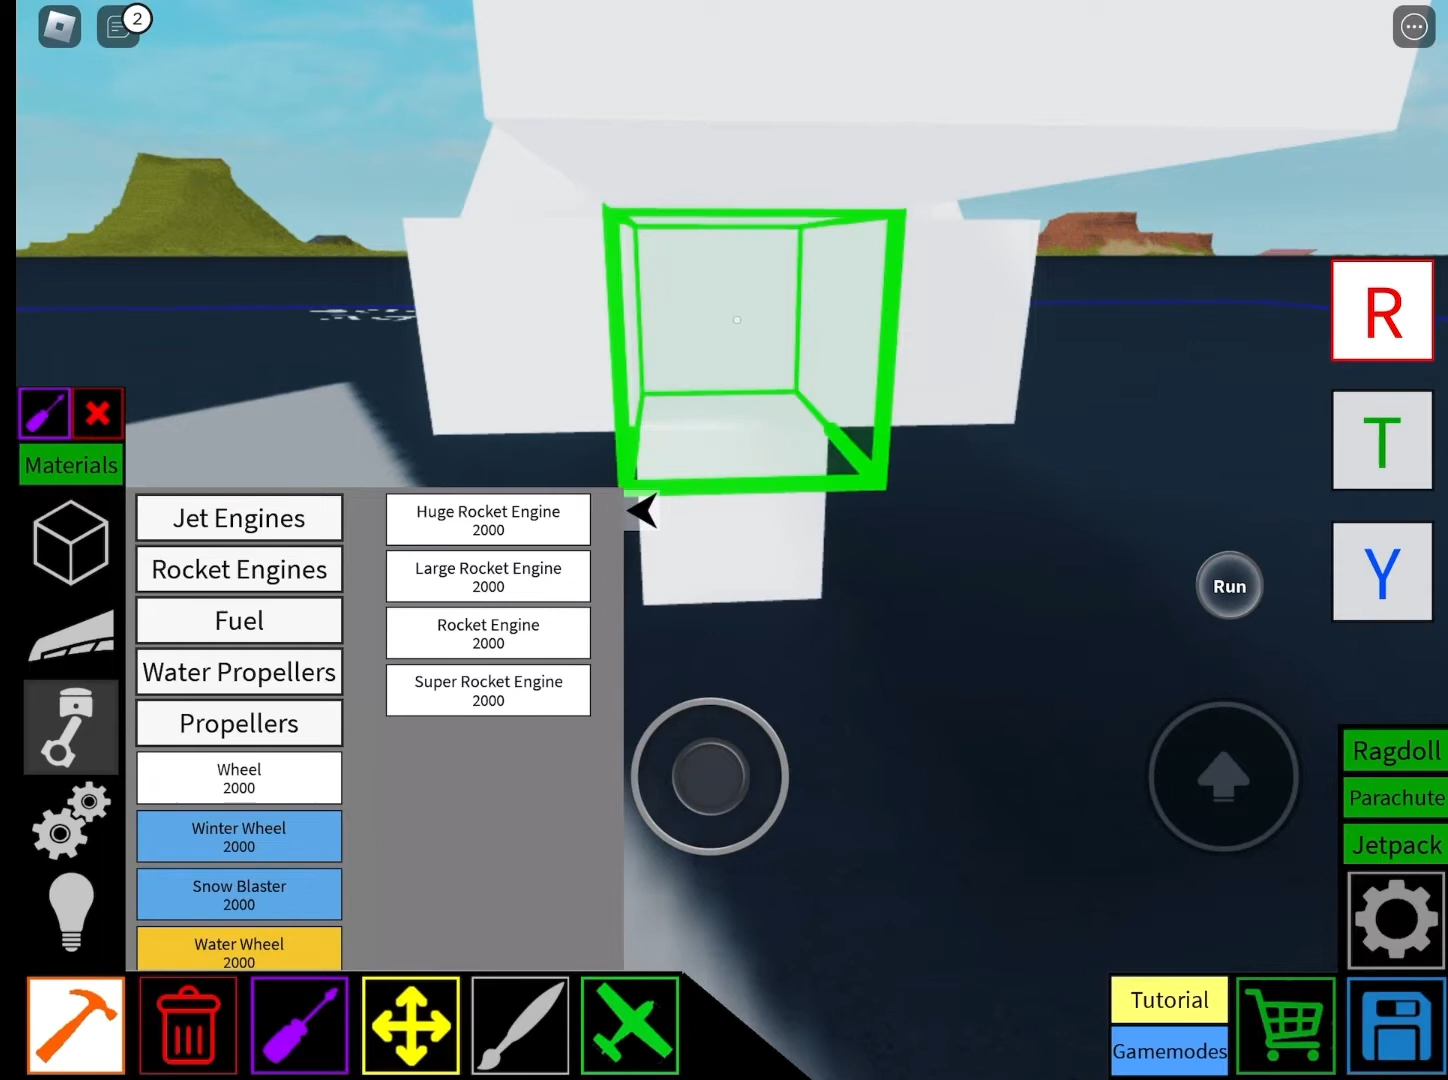 2
R
T
Y
Materials
Jet Engines
Rocket Engines
Fuel
Water Propellers
Propellers
Wheel
2000
Winter Wheel
2000
Snow Blaster
2000
Water Wheel
2000
Huge Rocket Engine
2000
Large Rocket Engine
2000
Rocket Engine
2000
Super Rocket Engine
2000
Run
Ragdoll
Parachute
Jetpack
Tutorial
Gamemodes